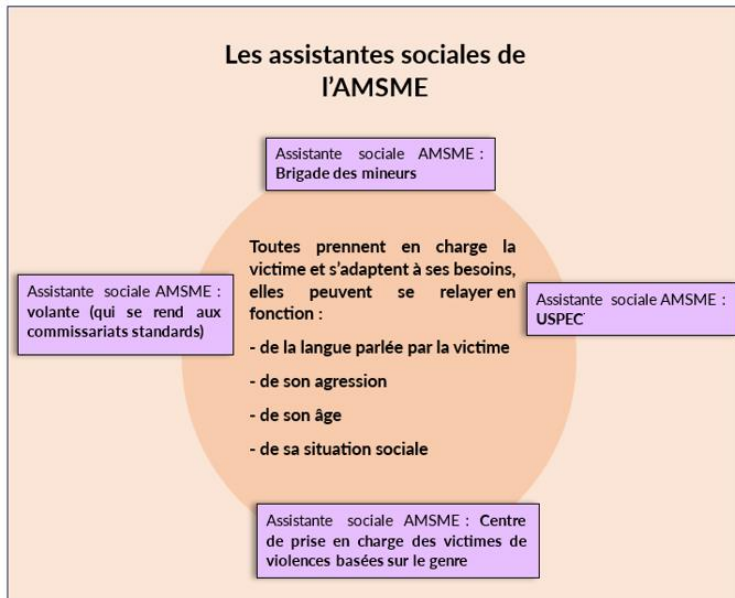 Les assistantes sociales de
l'AMSME
Assistante sociale AMSME :
Brigade des mineurs
Toutes prennent en charge la
victime et s'adaptent à ses besoins,
elles peuvent se relayer en
fonction :
- de la langue parlée par la victime
- de son agression
- de son âge
- de sa situation sociale
Assistante sociale AMSME :
volante (qui se rend aux
commissariats standards)
Assistante sociale AMSME :
USPEC
Assistante sociale AMSME : Centre
de prise en charge des victimes de
violences basées sur le genre